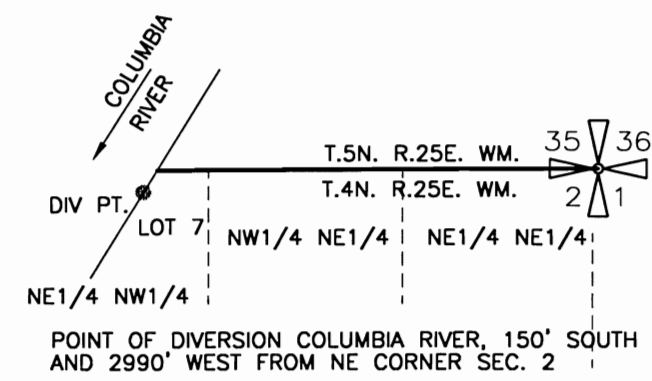 COLUMBIA
RIVER
35 36
T.5N. R.25E. WM.
T.4N. R.25E. WM.
2 1
DIV PT.
LOT 7
NW1/4 NE1/4
NE1/4 NE1/4
NE1/4 NW1/4
POINT OF DIVERSION COLUMBIA RIVER, 150' SOUTH
AND 2990' WEST FROM NE CORNER SEC. 2